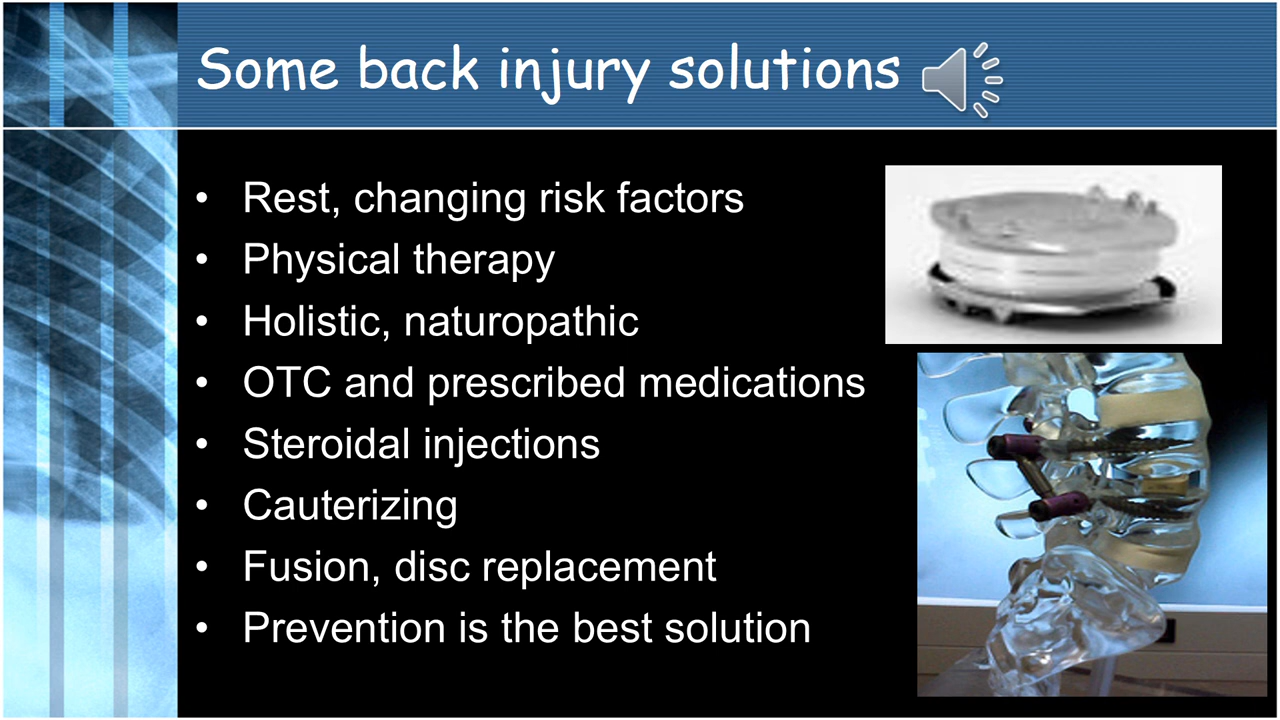 Some back injury solutions
• Rest, changing risk factors
• Physical therapy
• Holistic, naturopathic
• OTC and prescribed medications
• Steroidal injections
• Cauterizing
• Fusion, disc replacement
• Prevention is the best solution